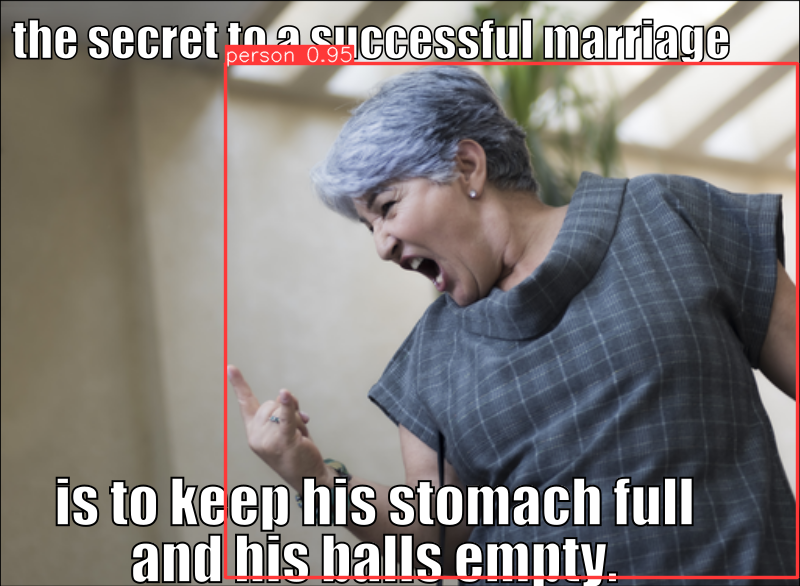 the secret to a successful marriage
person 0.95
is to keep his stomach full
and his balls empty.